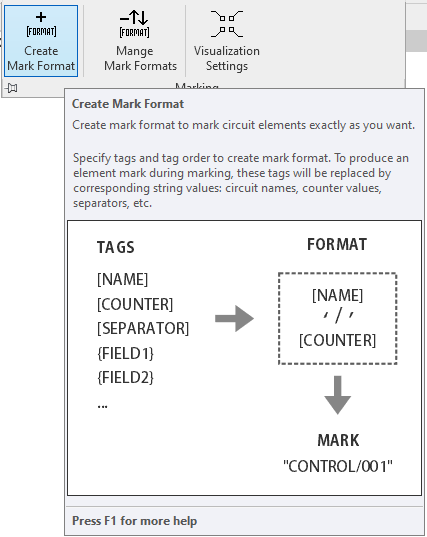 [FORMAT]
Create
Mark Format
[FORMAT]
Mange
Mark Formats
Visualization
Settings
Create Mark Format
Create mark format to mark circuit elements exactly as you want.
Specify tags and tag order to create mark format. To produce an
element mark during marking, these tags will be replaced by
corresponding string values: circuit names, counter values,
separators, etc.
TAGS
[NAME]
[COUNTER]
[SEPARATOR]
{FIELD1}
{FIELD2}
...
FORMAT
[NAME]
‘ / ’
[COUNTER]
MARK
"CONTROL/001"
Press F1 for more help